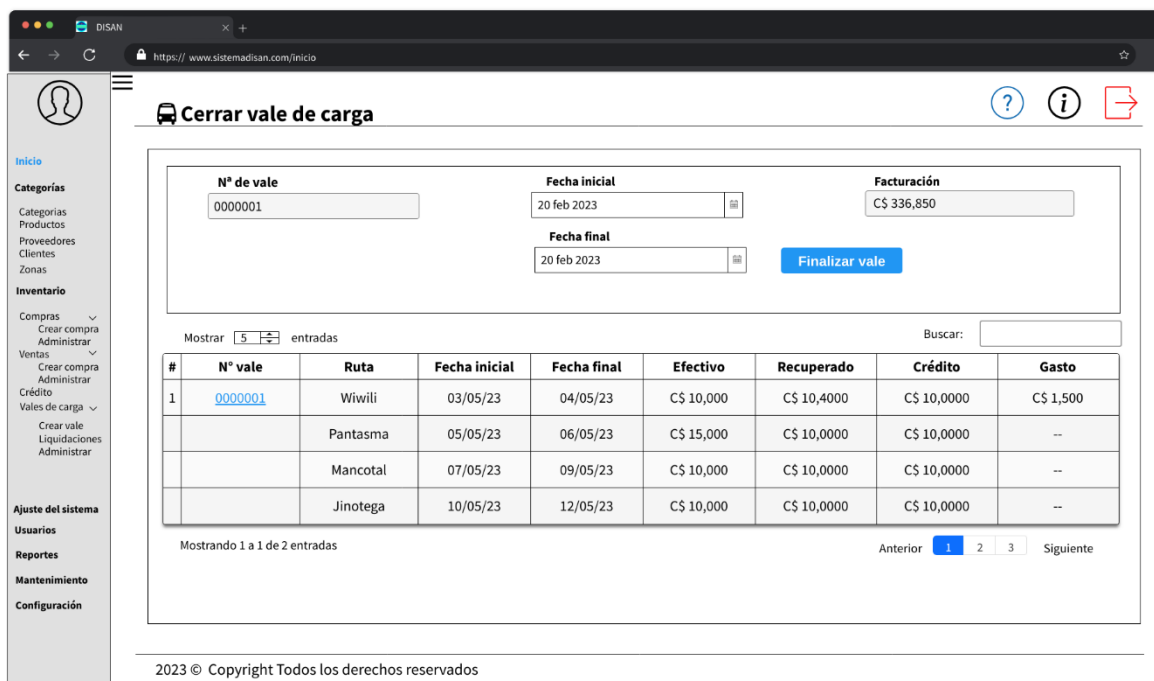 DISAN
https:// www.sistemadisan.com/inicio
Cerrar vale de carga
?
i
Inicio
Categorías
Categorias
Productos
Proveedores
Clientes
Zonas
Inventario
Compras
Crear compra
Administrar
Ventas
Crear compra
Administrar
Crédito
Vales de carga
Crear vale
Liquidaciones
Administrar
Ajuste del sistema
Usuarios
Reportes
Mantenimiento
Configuración
Nª de vale
0000001
Fecha inicial
20 feb 2023
Facturación
C$ 336,850
Fecha final
20 feb 2023
Finalizar vale
Mostrar 5 entradas
Buscar:
# N° vale Ruta Fecha inicial Fecha final Efectivo Recuperado Crédito Gasto
1 0000001 Wiwili 03/05/23 04/05/23 C$ 10,000 C$ 10,4000 C$ 10,0000 C$ 1,500
Pantasma 05/05/23 06/05/23 C$ 15,000 C$ 10,0000 C$ 10,0000 --
Mancotal 07/05/23 09/05/23 C$ 10,000 C$ 10,0000 C$ 10,0000 --
Jinotega 10/05/23 12/05/23 C$ 10,000 C$ 10,0000 C$ 10,0000 --
Mostrando 1 a 1 de 2 entradas
Anterior 1 2 3 Siguiente
2023 © Copyright Todos los derechos reservados